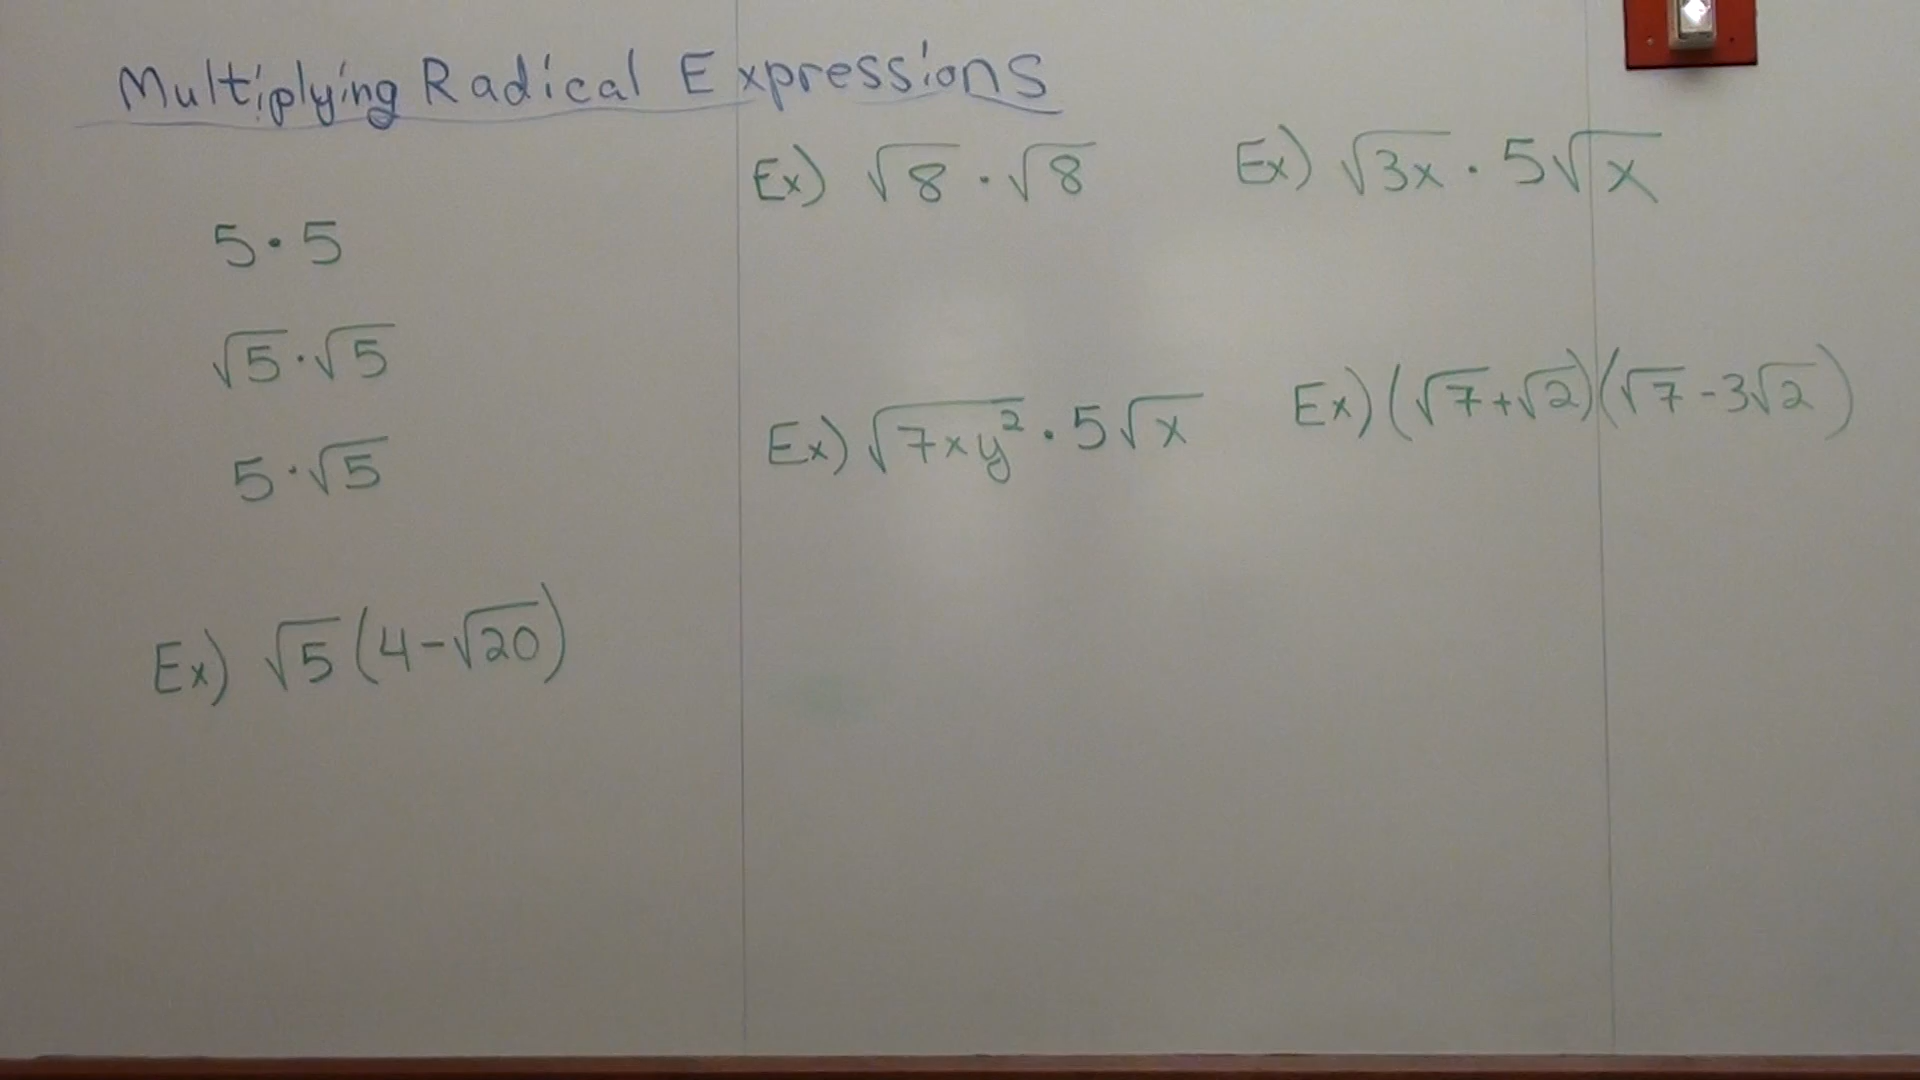 Multiplying Radical Expressions
5 · 5
√5 · √5
5 · √5
Ex) √5(4-√20)
Ex) √8 · √8
Ex) √7xy² · 5√x
Ex) √3x · 5√x
Ex) (√7+√2)(√7-3√2)